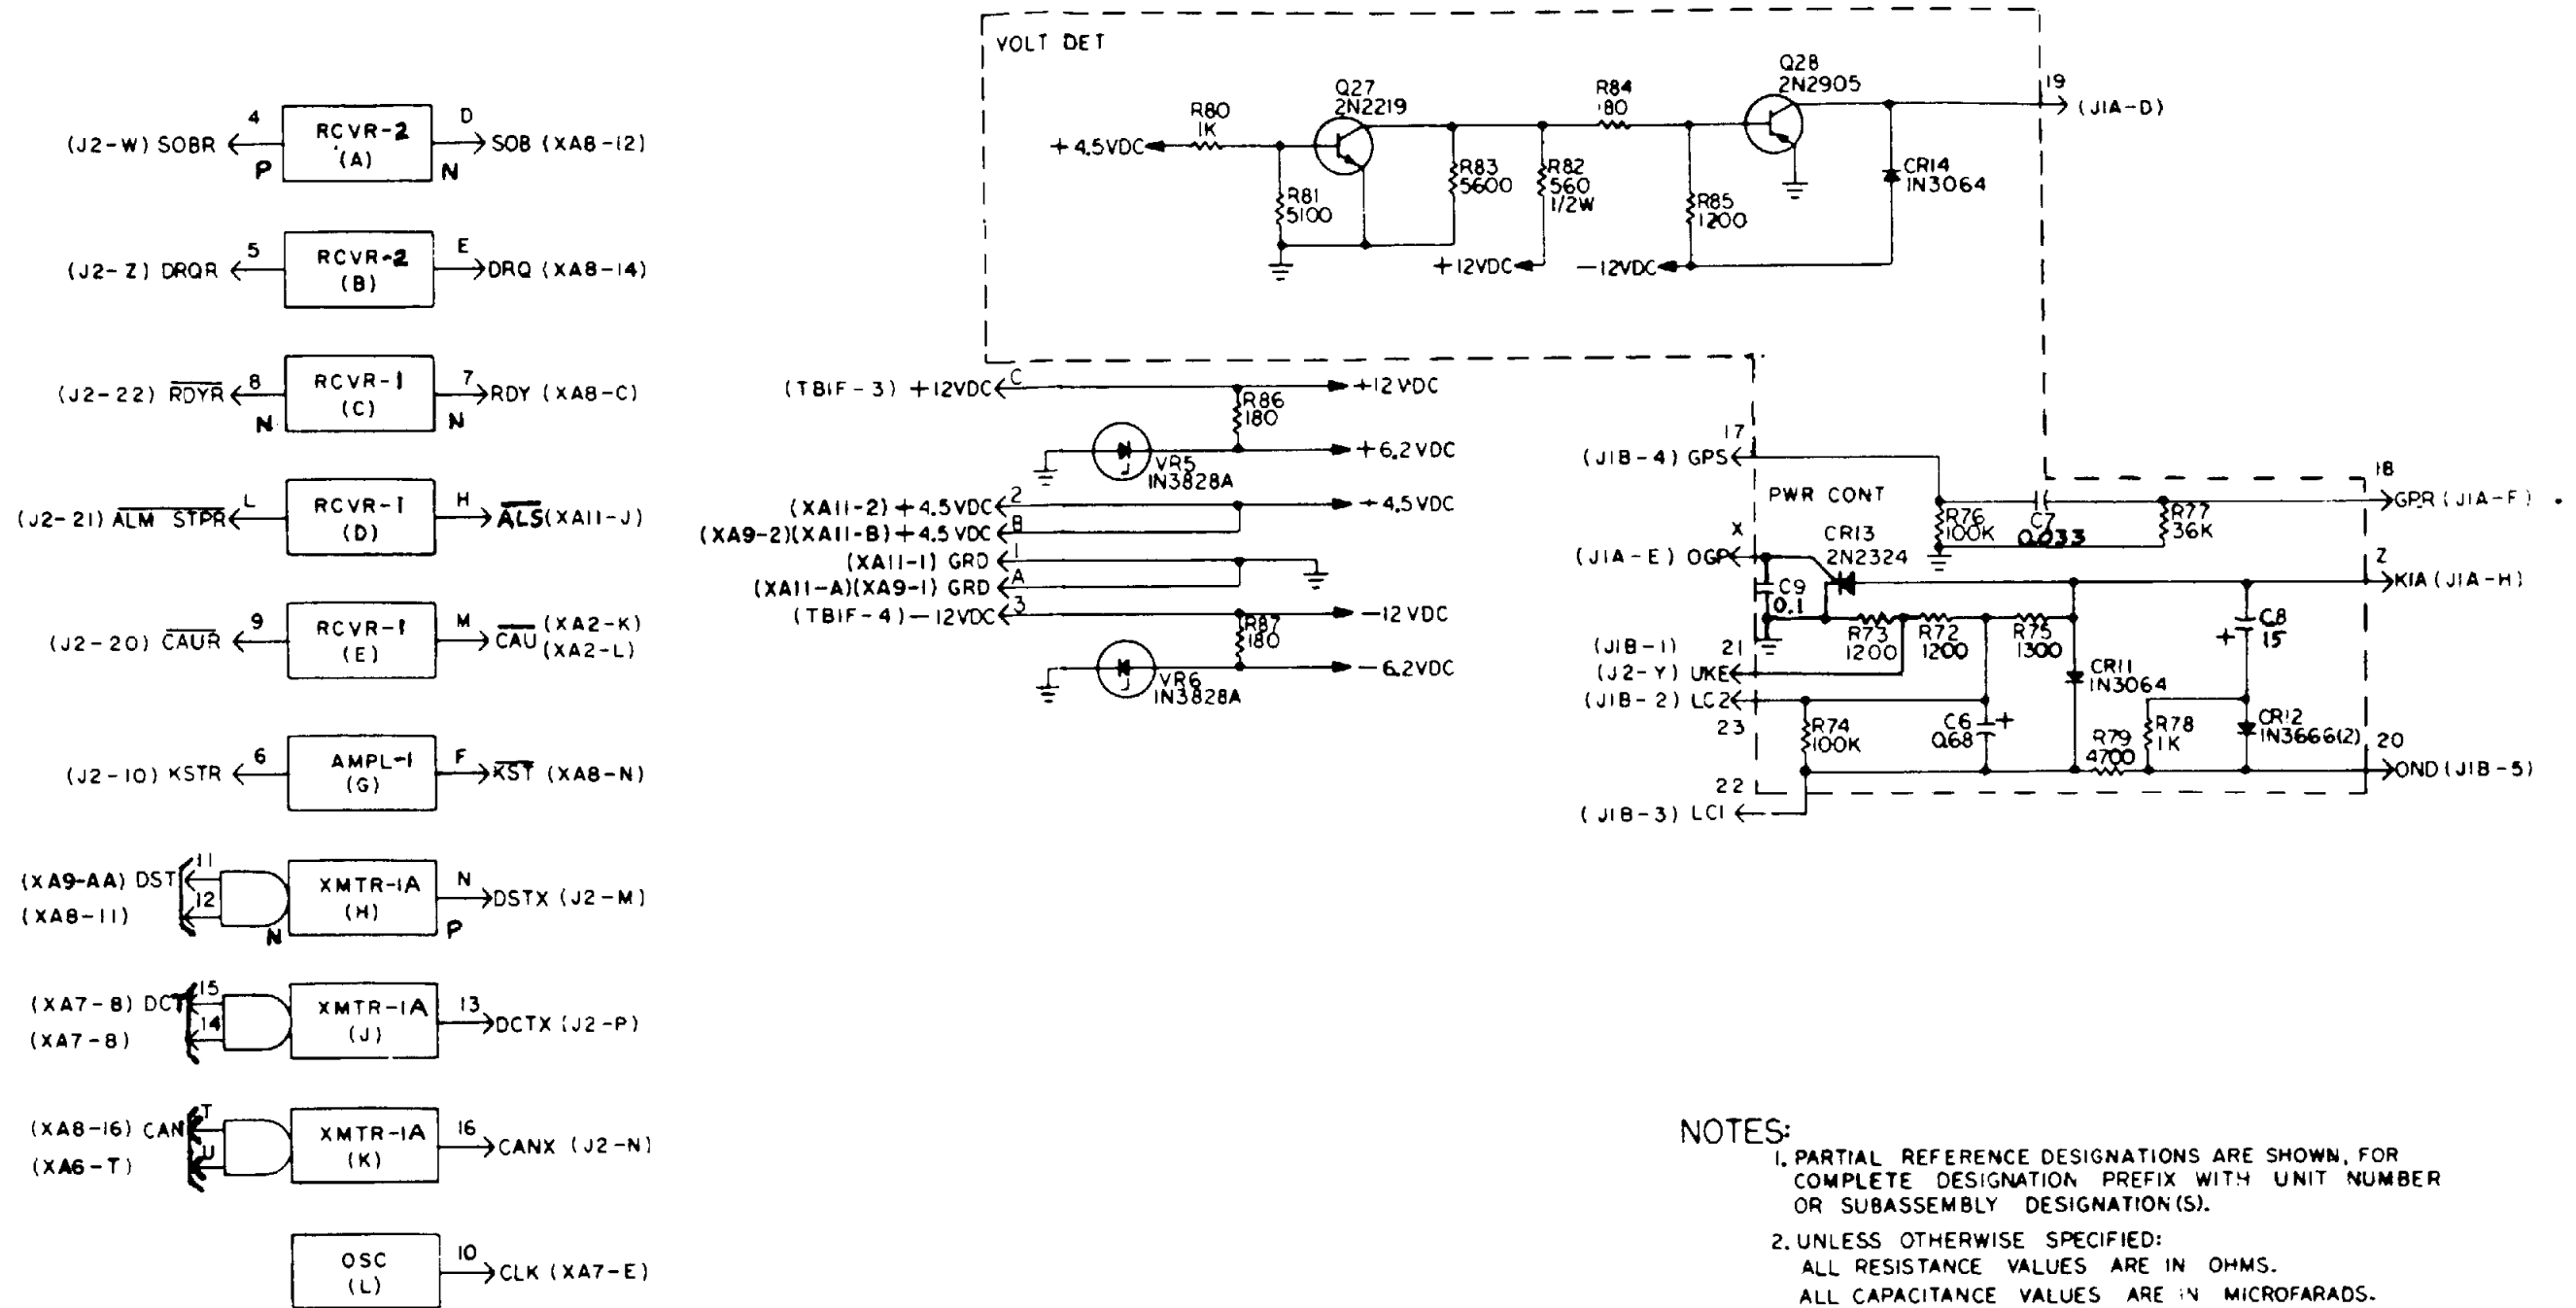 VOLT DET
Q27
2N2219
Q28
2N2905
R80
1K
R84
180
+4.5VDC
R81
5100
R83
5600
R82
560
1/2W
R85
1200
CR14
1N3064
+12VDC
-12VDC
19
(J1A-D)
(J2-W) SOBR
4
P
RCVR-2
(A)
D
N
SOB (XA8-12)
(J2-Z) DRQR
5
RCVR-2
(B)
E
DRQ (XA8-14)
(J2-22) RDYR
8
N
RCVR-1
(C)
7
N
RDY (XA8-C)
(J2-21) ALM STPR
L
RCVR-1
(D)
H
ALS (XA11-J)
(J2-20) CAUR
9
RCVR-1
(E)
M
CAU (XA2-K)
(XA2-L)
(J2-10) KSTR
6
AMPL-1
(G)
F
KST (XA8-N)
(XA9-AA) DST
(XA8-11)
11
12
N
XMTR-1A
(H)
N
P
DSTX (J2-M)
(XA7-8) DCT
(XA7-8)
15
14
XMTR-1A
(J)
13
DCTX (J2-P)
(XA8-16) CAN
(XA6-T)
T
U
XMTR-1A
(K)
16
CANX (J2-N)
OSC
(L)
10
CLK (XA7-E)
(TB1F-3) +12VDC
C
+12VDC
R86
180
+6.2VDC
VR5
1N3828A
(XA11-2) +4.5VDC
2
+4.5VDC
(XA9-2)(XA11-B) +4.5 VDC
B
(XA11-1) GRD
1
(XA11-A)(XA9-1) GRD
A
(TB1F-4) -12VDC
3
-12 VDC
R87
180
-6.2VDC
VR6
1N3828A
17
(J1B-4) GPS
PWR CONT
18
GPR (J1A-F)
R76
100K
C7
0.033
R77
36K
X
(J1A-E) OGP
CR13
2N2324
Z
K1A (J1A-H)
C9
0.1
R73
1200
R72
1200
R75
1300
C8
+ 15
(J1B-1)
21
(J2-Y) UKE
(J1B-2) LC2
23
CR11
1N3064
R74
100K
C6
0.68
+
R79
4700
R78
1K
CR12
1N3666(2)
20
OND (J1B-5)
22
(J1B-3) LC1
NOTES:
1. PARTIAL REFERENCE DESIGNATIONS ARE SHOWN, FOR
COMPLETE DESIGNATION PREFIX WITH UNIT NUMBER
OR SUBASSEMBLY DESIGNATION(S).
2. UNLESS OTHERWISE SPECIFIED:
ALL RESISTANCE VALUES ARE IN OHMS.
ALL CAPACITANCE VALUES ARE IN MICROFARADS.